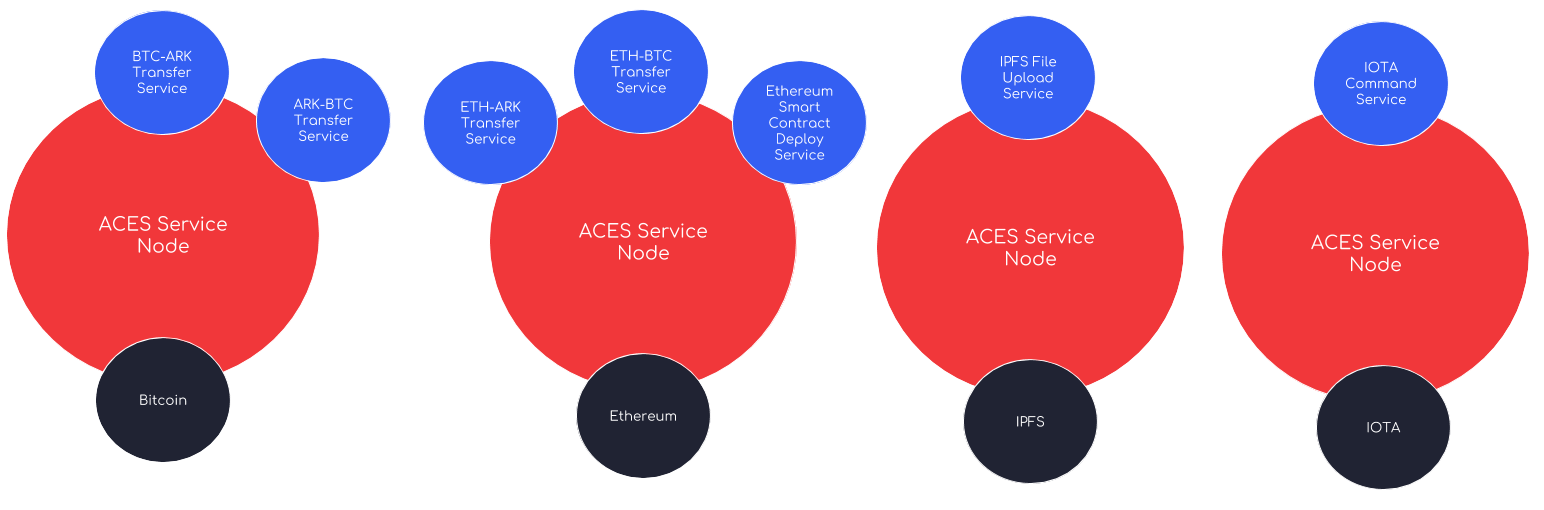 BTC-ARK
Transfer
Service
ARK-BTC
Transfer
Service
ACES Service
Node
Bitcoin
ETH-ARK
Transfer
Service
ETH-BTC
Transfer
Service
Ethereum
Smart
Contract
Deploy
Service
ACES Service
Node
Ethereum
IPFS File
Upload
Service
ACES Service
Node
IPFS
IOTA
Command
Service
ACES Service
Node
IOTA